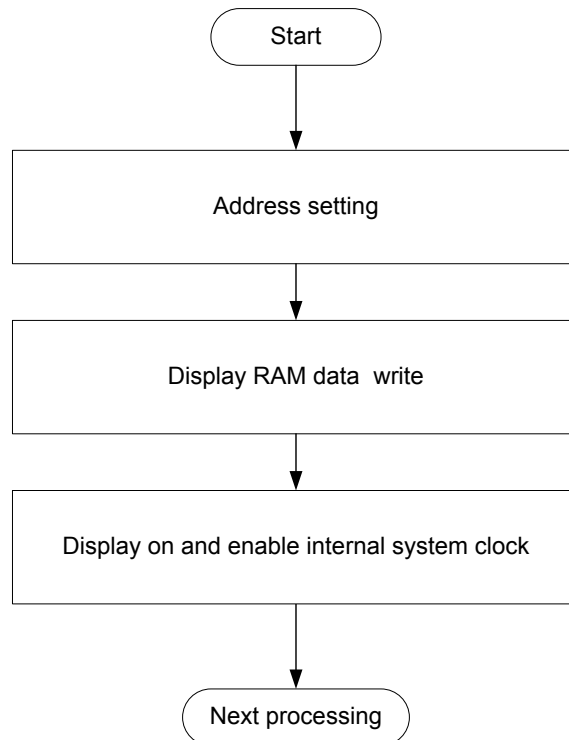 Start
Address setting
Display RAM data  write
Display on and enable internal system clock
Next processing